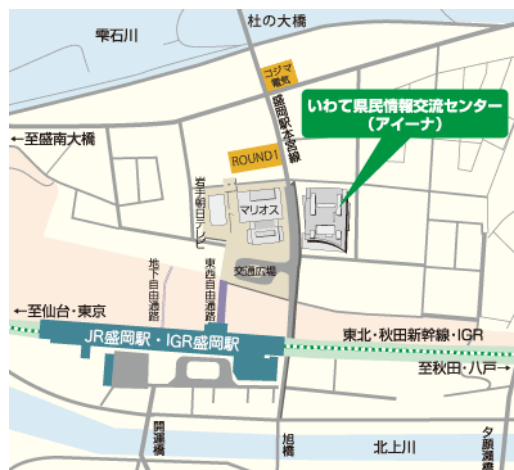 杜の大橋
雫石川
コジマ
電気
盛岡駅本宮線
いわて県民情報交流センター
(アイーナ)
←至盛南大橋
ROUND1
岩手朝日テレビ
マリオス
交通広場
地下自由通路
東西自由通路
←至仙台・東京
JR盛岡駅・IGR盛岡駅
東北・秋田新幹線・IGR
至秋田・八戸→
開運橋
旭橋
北上川
夕顔瀬橋